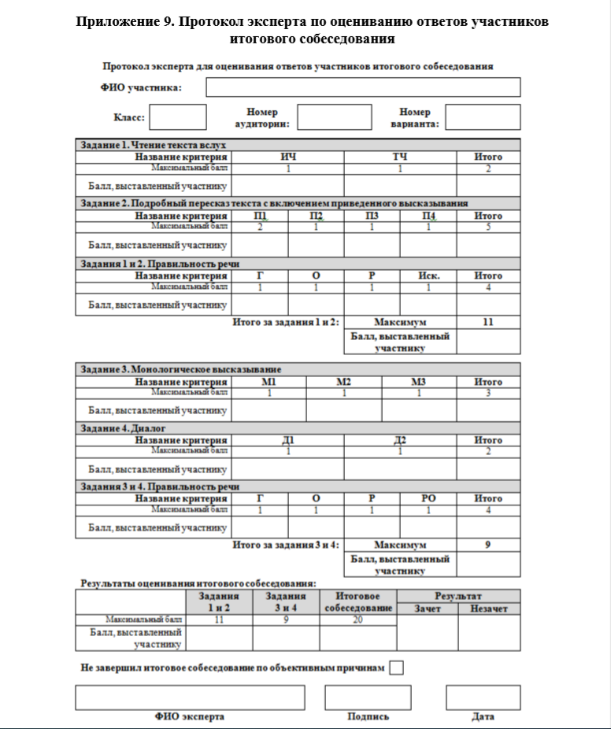 Приложение 9. Протокол эксперта по оцениванию ответов участников
итогового собеседования
Протокол эксперта для оценивания ответов участников итогового собеседования
ФИО участника:
Класс: Номер аудитории: Номер варианта:
Задание 1. Чтение текста вслух
Название критерия ИЧ ТЧ Итого
Максимальный балл 1 1 2
Балл, выставленный участнику
Задание 2. Подробный пересказ текста с включением приведенного высказывания
Название критерия П1 П2 П3 П4 Итого
Максимальный балл 2 1 1 1 5
Балл, выставленный участнику
Задания 1 и 2. Правильность речи
Название критерия Г О Р Иск. Итого
Максимальный балл 1 1 1 1 4
Балл, выставленный участнику
Итого за задания 1 и 2: Максимум 11
Балл, выставленный
участнику
Задание 3. Монологическое высказывание
Название критерия М1 М2 М3 Итого
Максимальный балл 1 1 1 3
Балл, выставленный участнику
Задание 4. Диалог
Название критерия Д1 Д2 Итого
Максимальный балл 1 1 2
Балл, выставленный участнику
Задания 3 и 4. Правильность речи
Название критерия Г О Р РО Итого
Максимальный балл 1 1 1 1 4
Балл, выставленный участнику
Итого за задания 3 и 4: Максимум 9
Балл, выставленный
участнику
Результаты оценивания итогового собеседования:
Задания Задания Итоговое Результат
1 и 2 3 и 4 собеседование Зачет Незачет
Максимальный балл 11 9 20
Балл, выставленный
участнику
Не завершил итоговое собеседование по объективным причинам
ФИО эксперта Подпись Дата